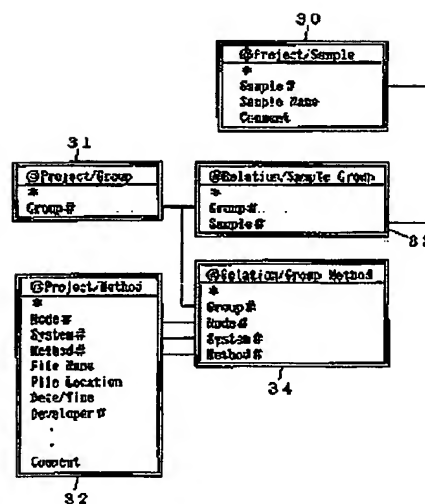 30
@Project/Sample
*
Sample#
Sample Name
Comment
31
@Project/Group
*
Group#
@Relation/Sample Group
*
Group#
Sample#
33
@Project/Method
*
Node#
System#
Method#
File Name
File Location
Date/Time
Developer#
.
.
Comment
32
@Relation/Group Method
*
Group#
Node#
System#
Method#
34